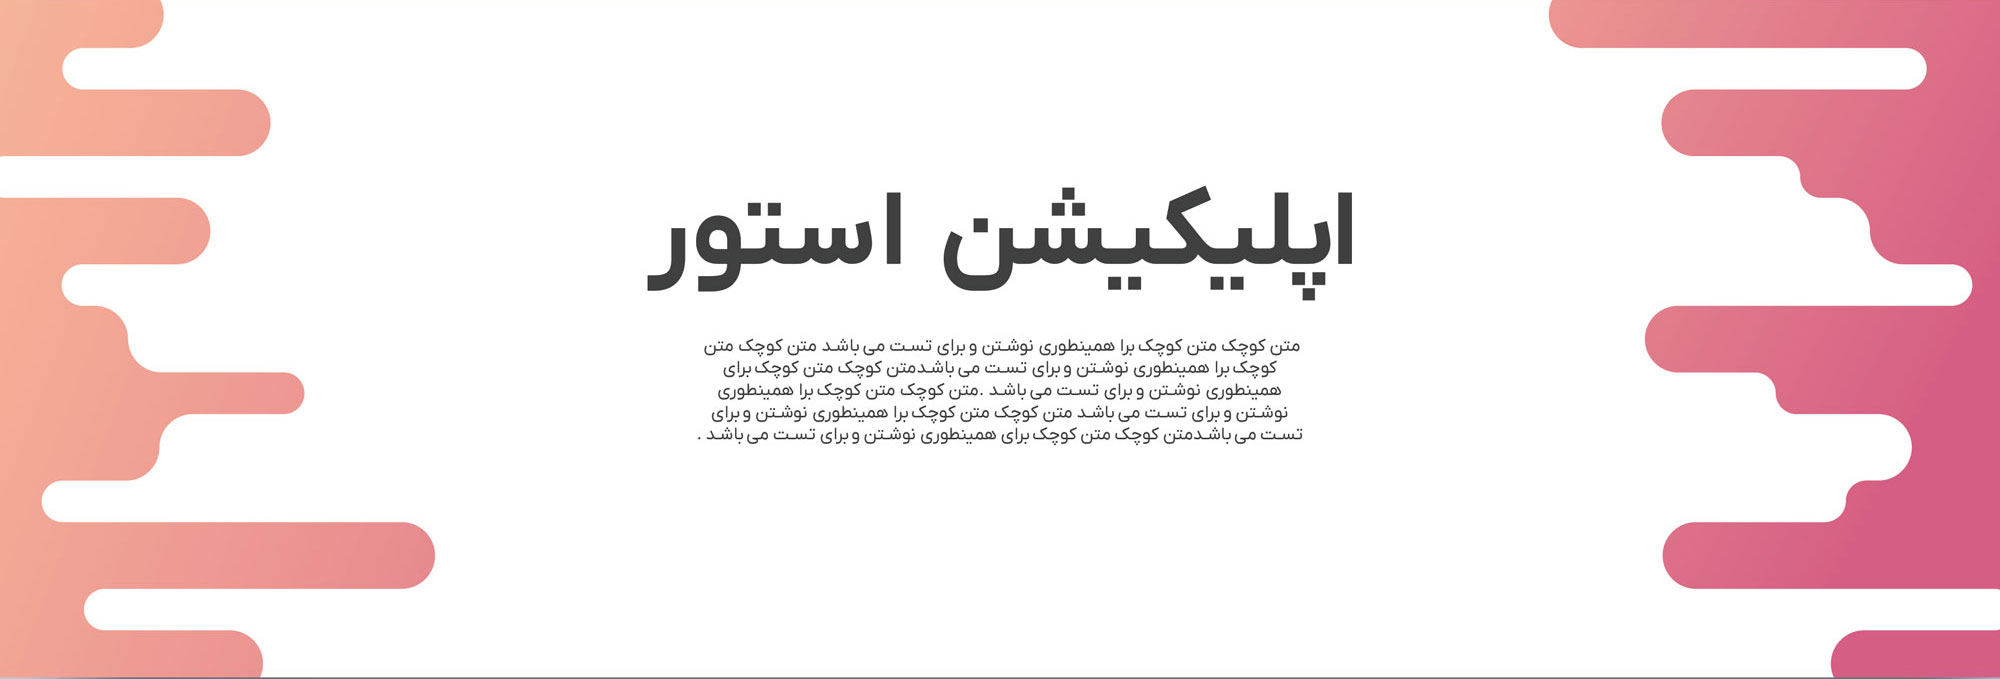 اپلیکیشن استور
متن کوچک متن کوچک برا همینطوری نوشتن و برای تست می باشد متن کوچک متن
کوچک برا همینطوری نوشتن و برای تست می باشدمتن کوچک متن کوچک برای
همینطوری نوشتن و برای تست می باشد .متن کوچک متن کوچک برا همینطوری
نوشتن و برای تست می باشد متن کوچک متن کوچک برا همینطوری نوشتن و برای
تست می باشدمتن کوچک متن کوچک برای همینطوری نوشتن و برای تست می باشد .